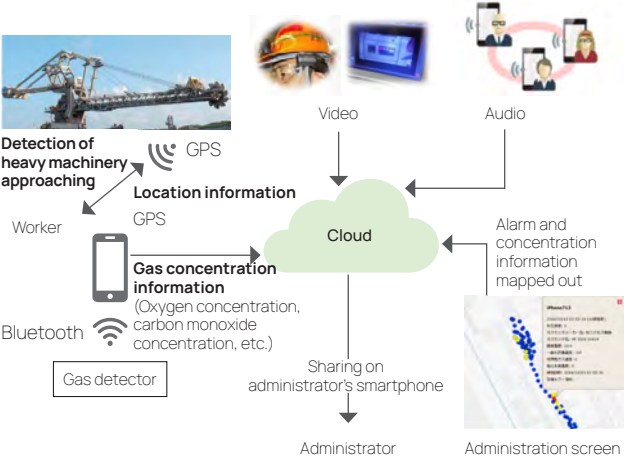 Video
Audio
Detection of
heavy machinery
approaching
GPS
Location information
GPS
Worker
Cloud
Alarm and
concentration
information
mapped out
Gas concentration
information
(Oxygen concentration,
carbon monoxide
concentration, etc.)
Bluetooth
Gas detector
Sharing on
administrator's smartphone
Administrator
Administration screen